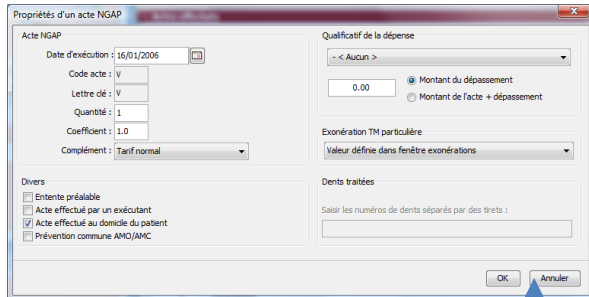 Propriétés d'un acte NGAP
Acte NGAP
Date d'exécution : 16/01/2006
Code acte : V
Lettre clé : V
Quantité : 1
Coefficient : 1.0
Complément : Tarif normal
Qualificatif de la dépense
- < Aucun >
0.00
Montant du dépassement
Montant de l'acte + dépassement
Exonération TM particulière
Valeur définie dans fenêtre exonérations
Divers
Entente préalable
Acte effectué par un exécutant
Acte effectué au domicile du patient
Prévention commune AMO/AMC
Dents traitées
Saisir les numéros de dents séparés par des tirets :
OK Annuler